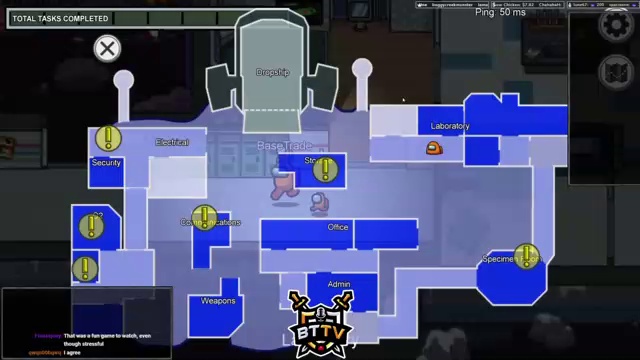 TOTAL TASKS COMPLETED
Ping: 50 ms
Dropship
Laboratory
Electrical
BaseTrade
Security
O2
Communications
Office
Specimen Room
Admin
Weapons
BTTV
That was a fun game to watch, even
though stressful
I agree